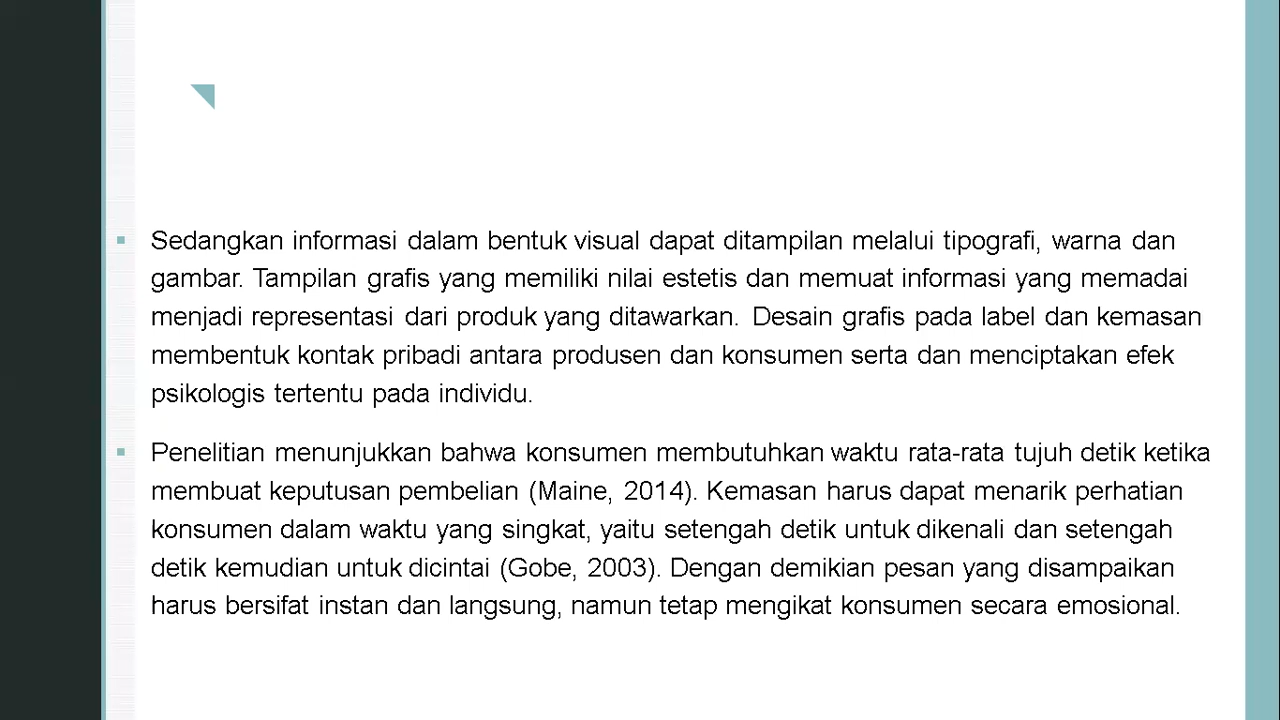 Sedangkan informasi dalam bentuk visual dapat ditampilan melalui tipografi, warna dan
gambar. Tampilan grafis yang memiliki nilai estetis dan memuat informasi yang memadai
menjadi representasi dari produk yang ditawarkan. Desain grafis pada label dan kemasan
membentuk kontak pribadi antara produsen dan konsumen serta dan menciptakan efek
psikologis tertentu pada individu.
Penelitian menunjukkan bahwa konsumen membutuhkan waktu rata-rata tujuh detik ketika
membuat keputusan pembelian (Maine, 2014). Kemasan harus dapat menarik perhatian
konsumen dalam waktu yang singkat, yaitu setengah detik untuk dikenali dan setengah
detik kemudian untuk dicintai (Gobe, 2003). Dengan demikian pesan yang disampaikan
harus bersifat instan dan langsung, namun tetap mengikat konsumen secara emosional.